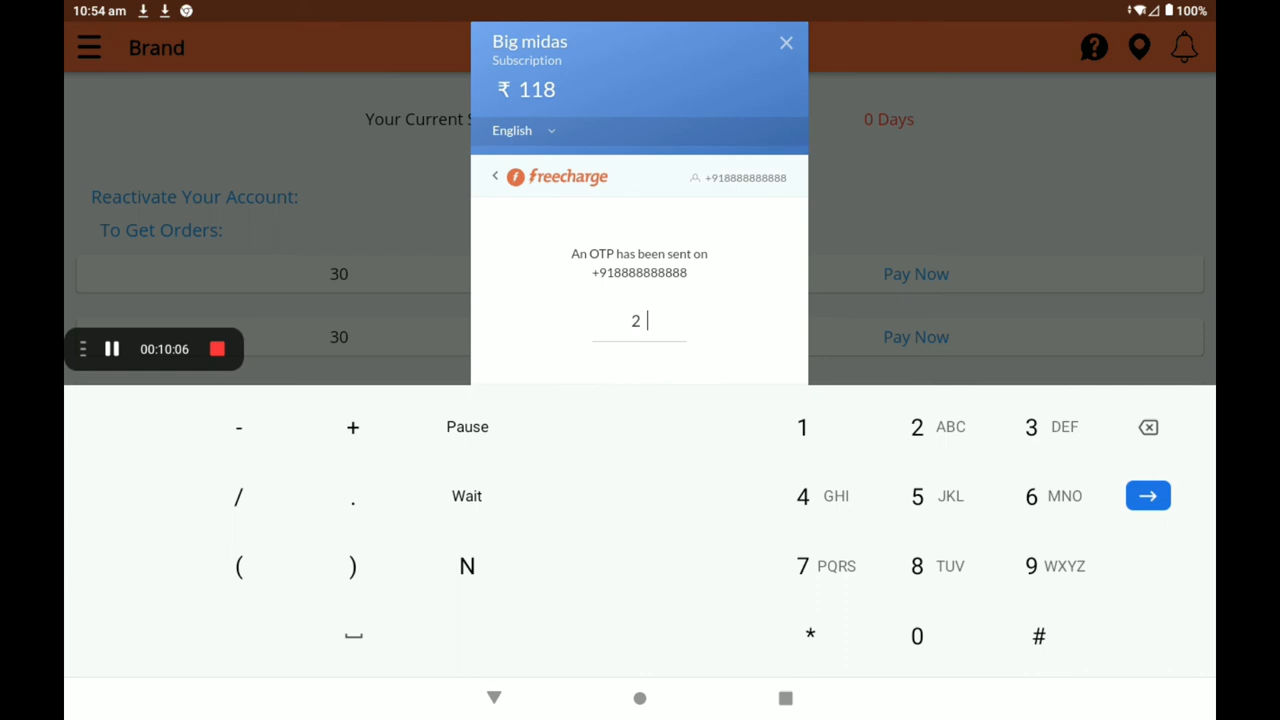 10:54 am
100%
Brand
Big midas
Subscription
₹ 118
English
Your Current S
0 Days
freecharge
+918888888888
Reactivate Your Account:
To Get Orders:
An OTP has been sent on
+918888888888
30
Pay Now
2
30
Pay Now
00:10:06
- + Pause 1 2 ABC 3 DEF
/ . Wait 4 GHI 5 JKL 6 MNO
( ) N 7 PQRS 8 TUV 9 WXYZ
* 0 #